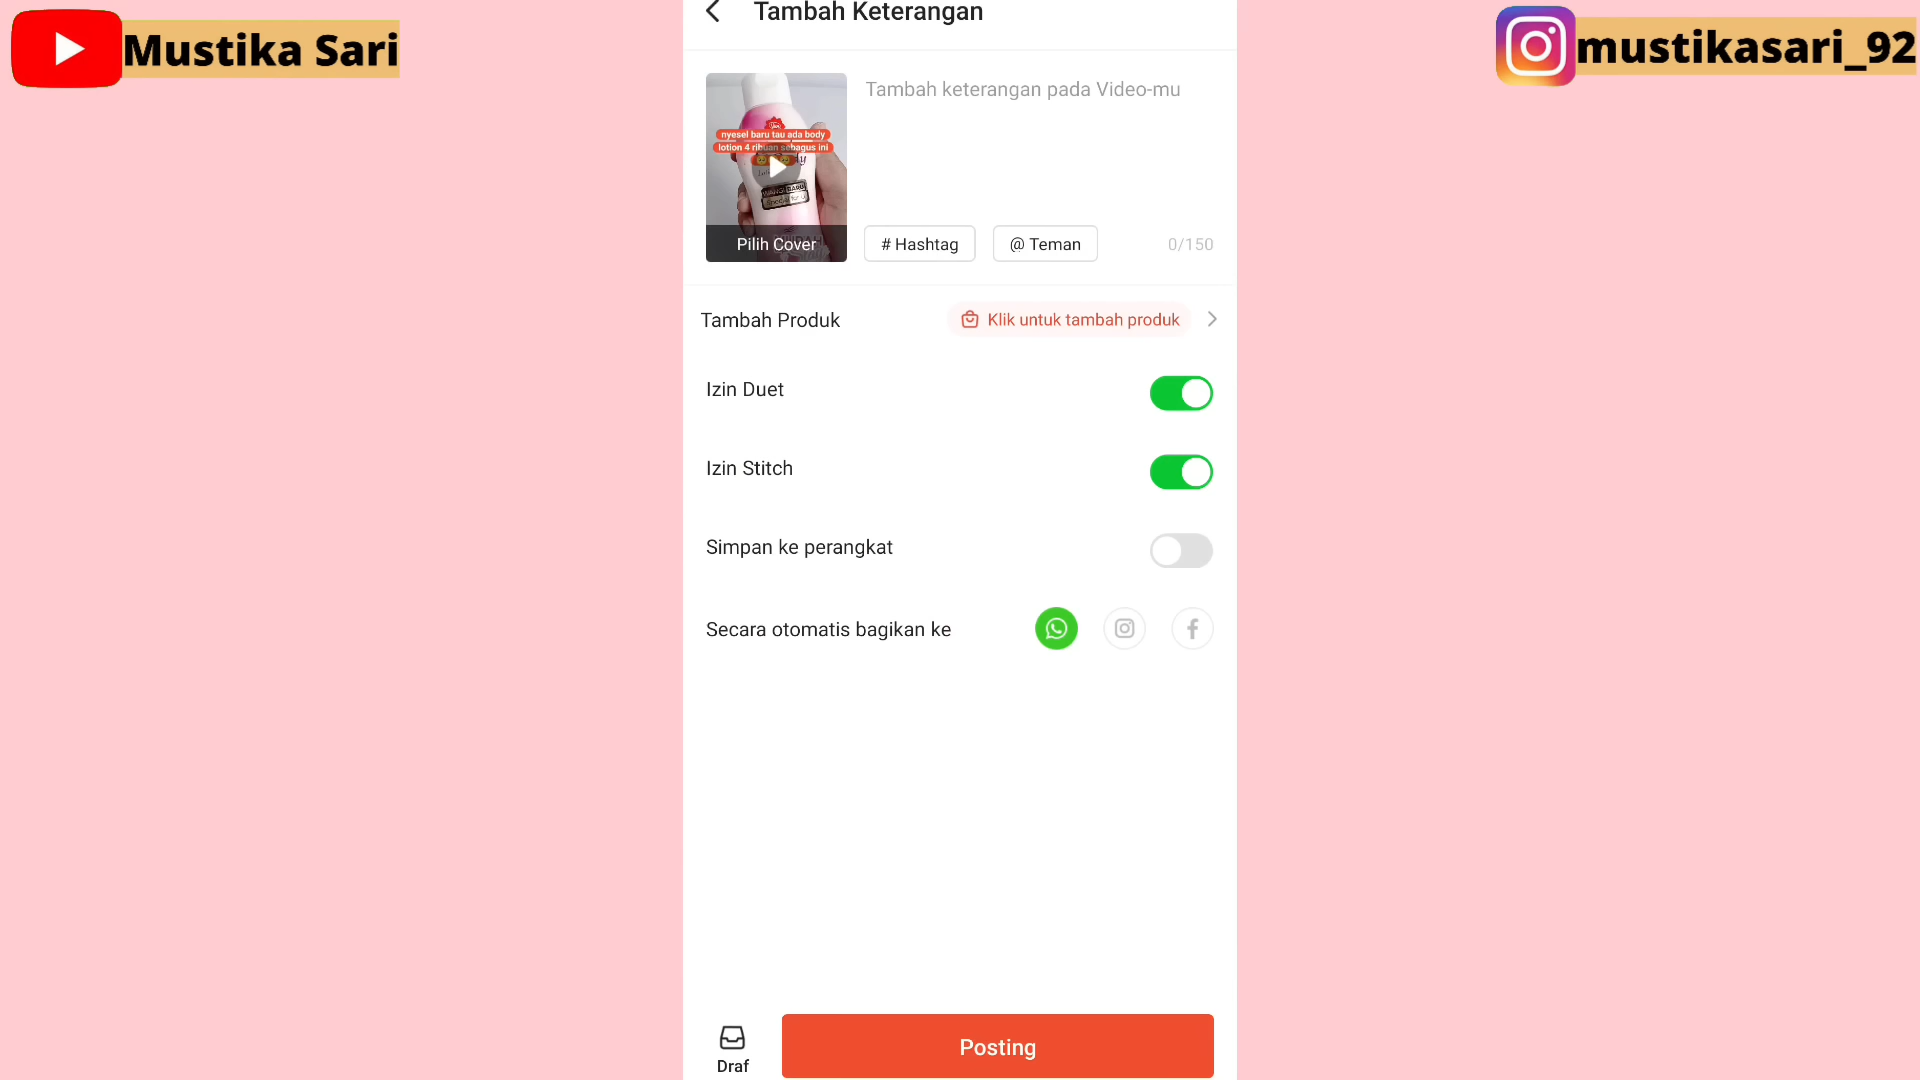 Mustika Sari
mustikasari_92
Tambah Keterangan
Tambah keterangan pada Video-mu
nyesel baru tau ada body
lotion 4 ribuan sebagus ini
Pilih Cover
# Hashtag
@ Teman
0/150
Tambah Produk
Klik untuk tambah produk
Izin Duet
Izin Stitch
Simpan ke perangkat
Secara otomatis bagikan ke
Draf
Posting